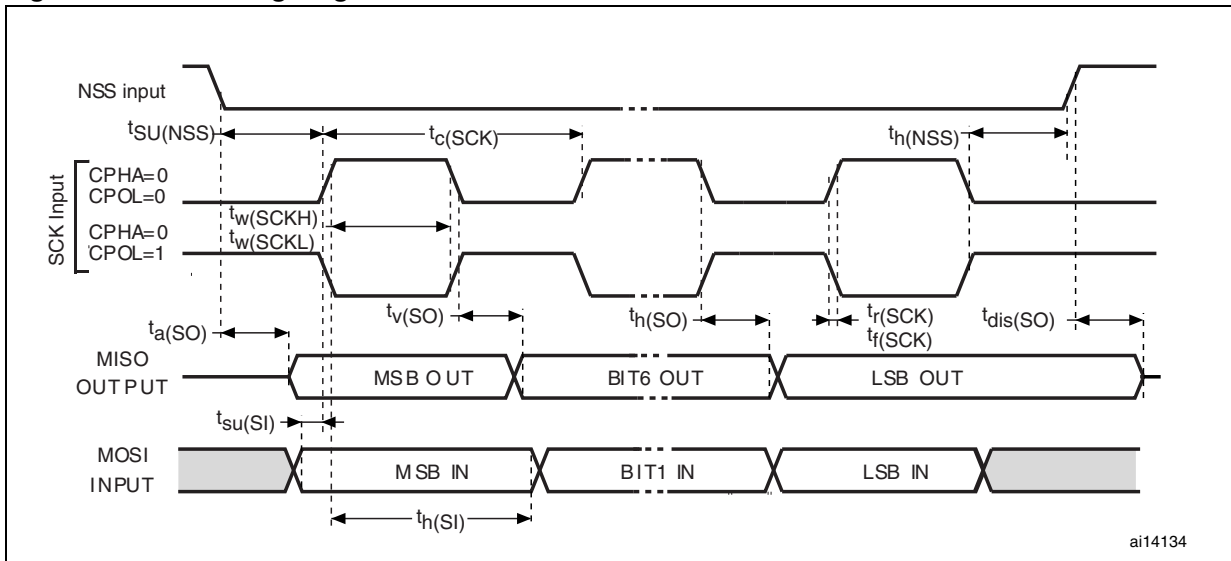 NSS input
tSU(NSS)
tc(SCK)
th(NSS)
SCK Input
CPHA=0
CPOL=0
tw(SCKH)
tw(SCKL)
CPHA=0
CPOL=1
ta(SO)
tv(SO)
th(SO)
tr(SCK)
tf(SCK)
tdis(SO)
MISO
OUTPUT
MSB OUT
BIT6 OUT
LSB OUT
tsu(SI)
MOSI
INPUT
MSB IN
BIT1 IN
LSB IN
th(SI)
ai14134